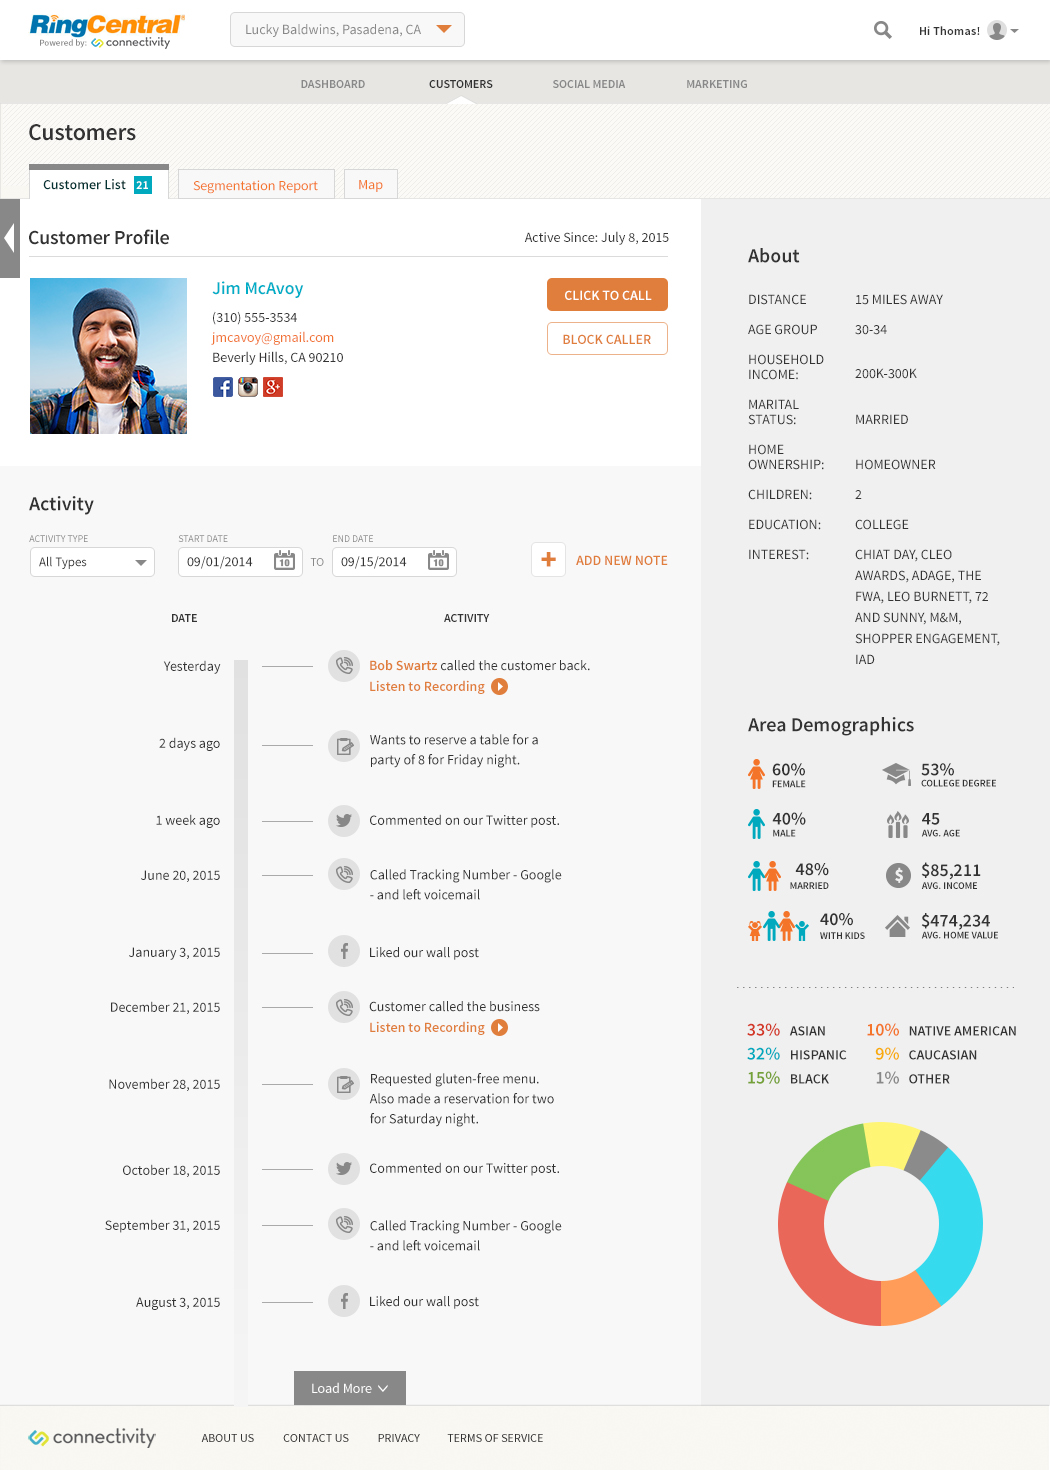 RingCentral
Powered by: connectivity
Lucky Baldwins, Pasadena, CA
Hi Thomas!
DASHBOARD
CUSTOMERS
SOCIAL MEDIA
MARKETING
Customers
Customer List 21
Segmentation Report
Map
Customer Profile
Active Since: July 8, 2015
Jim McAvoy
(310) 555-3534
jmcavoy@gmail.com
Beverly Hills, CA 90210
CLICK TO CALL
BLOCK CALLER
Activity
ACTIVITY TYPE
All Types
START DATE
09/01/2014
10
TO
END DATE
09/15/2014
10
ADD NEW NOTE
DATE
ACTIVITY
Yesterday
Bob Swartz called the customer back.
Listen to Recording
2 days ago
Wants to reserve a table for a
party of 8 for Friday night.
1 week ago
Commented on our Twitter post.
June 20, 2015
Called Tracking Number - Google
- and left voicemail
January 3, 2015
Liked our wall post
December 21, 2015
Customer called the business
Listen to Recording
November 28, 2015
Requested gluten-free menu.
Also made a reservation for two
for Saturday night.
October 18, 2015
Commented on our Twitter post.
September 31, 2015
Called Tracking Number - Google
- and left voicemail
August 3, 2015
Liked our wall post
Load More
About
DISTANCE
15 MILES AWAY
AGE GROUP
30-34
HOUSEHOLD
INCOME:
200K-300K
MARITAL
STATUS:
MARRIED
HOME
OWNERSHIP:
HOMEOWNER
CHILDREN:
2
EDUCATION:
COLLEGE
INTEREST:
CHIAT DAY, CLEO
AWARDS, ADAGE, THE
FWA, LEO BURNETT, 72
AND SUNNY, M&M,
SHOPPER ENGAGEMENT,
IAD
Area Demographics
60%
FEMALE
53%
COLLEGE DEGREE
40%
MALE
45
AVG. AGE
48%
MARRIED
$
$85,211
AVG. INCOME
40%
WITH KIDS
$474,234
AVG. HOME VALUE
33% ASIAN
10% NATIVE AMERICAN
32% HISPANIC
9% CAUCASIAN
15% BLACK
1% OTHER
connectivity
ABOUT US
CONTACT US
PRIVACY
TERMS OF SERVICE